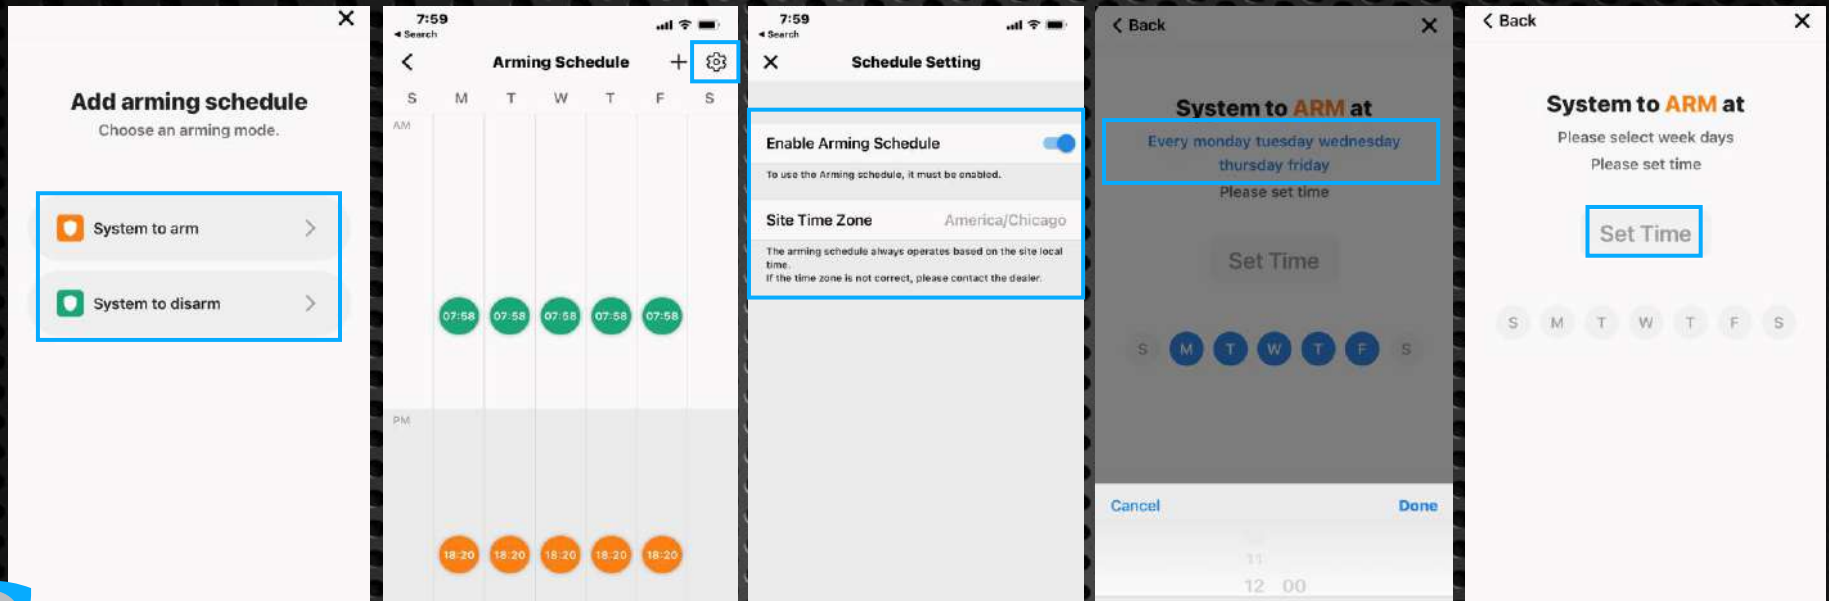 Add arming schedule
Choose an arming mode.
System to arm
System to disarm
7:59
Search
Arming Schedule
S M T W T F S
AM
07:58 07:58 07:58 07:58 07:58
PM
18:20 18:20 18:20 18:20 18:20
7:59
Search
Schedule Setting
Enable Arming Schedule
To use the Arming schedule, it must be enabled.
Site Time Zone America/Chicago
The arming schedule always operates based on the site local
time.
If the time zone is not correct, please contact the dealer.
Back
System to ARM at
Every monday tuesday wednesday
thursday friday
Please set time
Set Time
S M T W T F S
Cancel Done
11
12 00
Back
System to ARM at
Please select week days
Please set time
Set Time
S M T W T F S